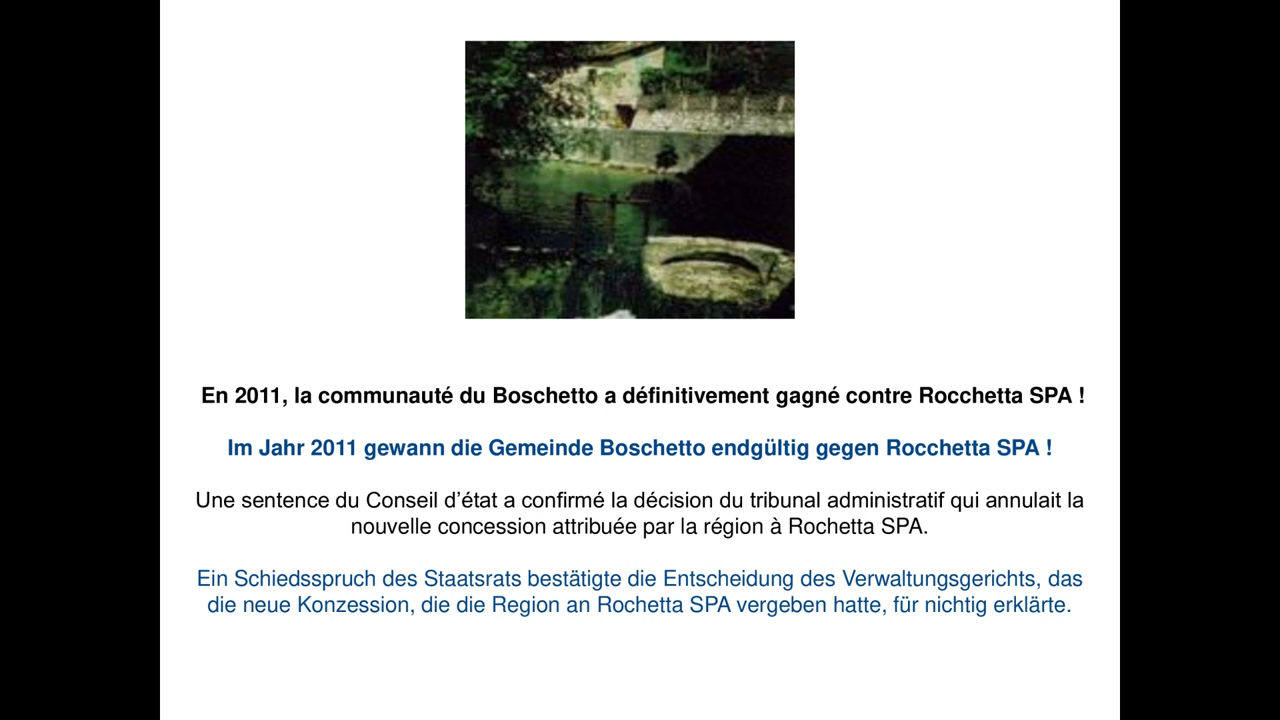 En 2011, la communauté du Boschetto a définitivement gagné contre Rocchetta SPA !
Im Jahr 2011 gewann die Gemeinde Boschetto endgültig gegen Rocchetta SPA !
Une sentence du Conseil d’état a confirmé la décision du tribunal administratif qui annulait la
nouvelle concession attribuée par la région à Rochetta SPA.
Ein Schiedsspruch des Staatsrats bestätigte die Entscheidung des Verwaltungsgerichts, das
die neue Konzession, die die Region an Rochetta SPA vergeben hatte, für nichtig erklärte.